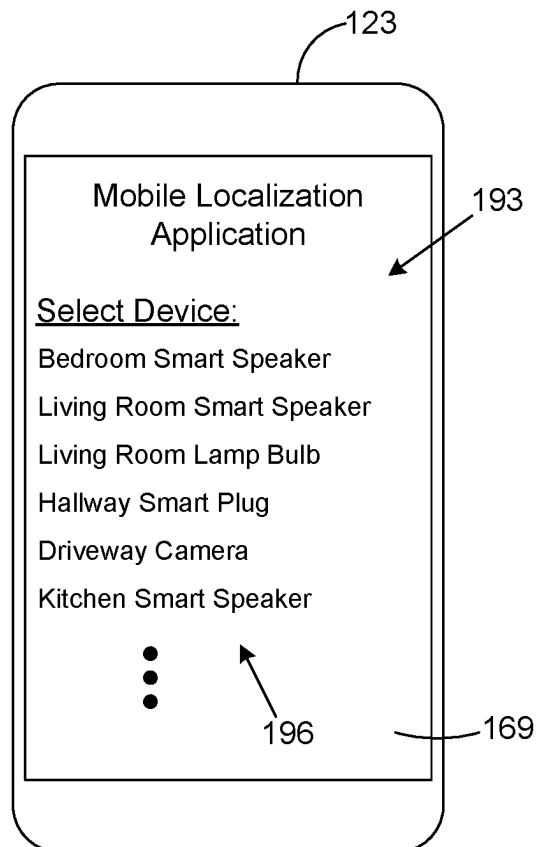 123
Mobile Localization
Application
193
Select Device:
Bedroom Smart Speaker
Living Room Smart Speaker
Living Room Lamp Bulb
Hallway Smart Plug
Driveway Camera
Kitchen Smart Speaker
196
169